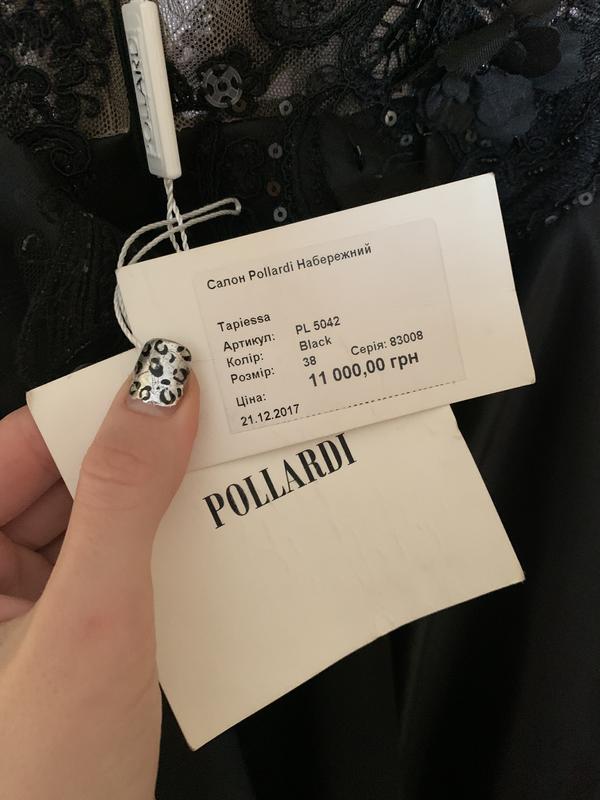 POLLARDI
Салон Pollardi Набережний
Tapiessa
Артикул: PL 5042
Колір: Black
Розмір: 38 Серія: 83008
Ціна: 11 000,00 грн
21.12.2017
POLLARDI